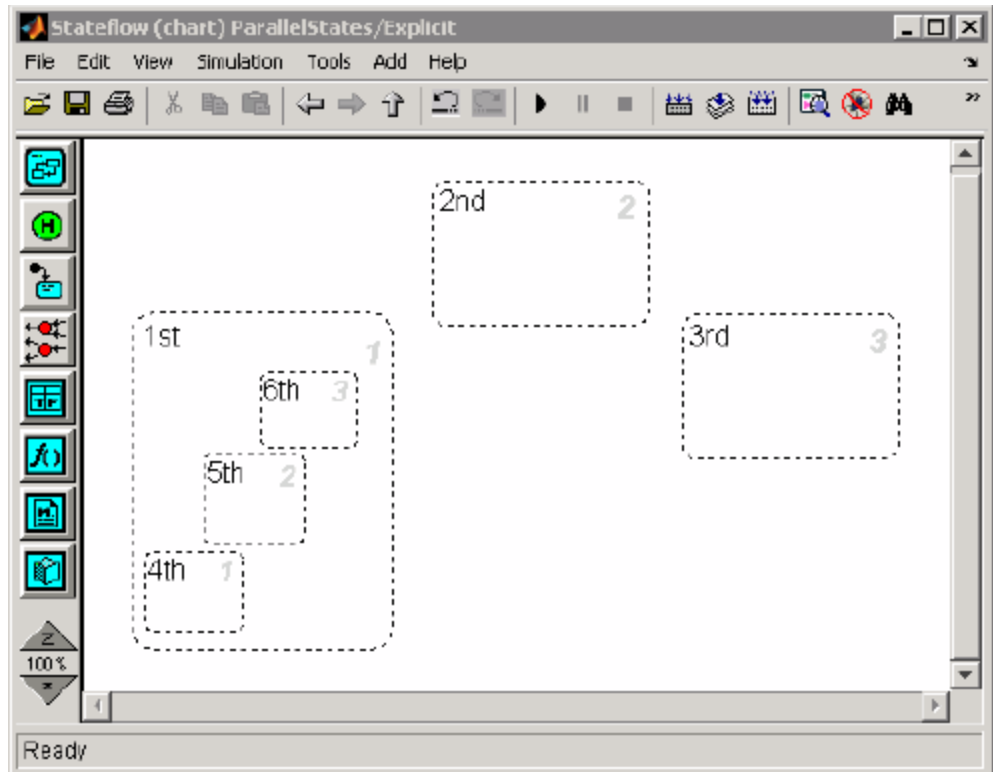 Stateflow (chart) ParallelStates/Explicit
File Edit View Simulation Tools Add Help
2nd 2
1st 1
3rd 3
6th 3
5th 2
4th 1
100%
Ready